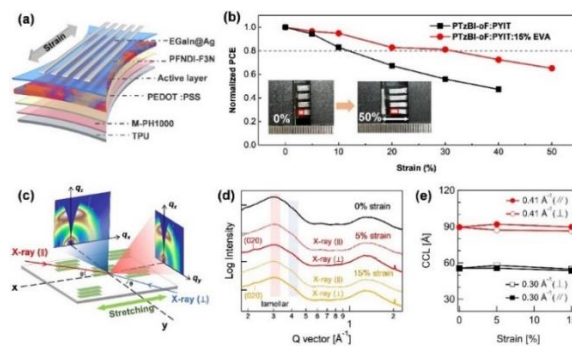 (a)
Strain
EGaIn@Ag
PFNDI-F3N
Active layer
PEDOT :PSS
M-PH1000
TPU
(b)
Normalized PCE
1.0
0.8
0.6
0.4
0.2
0.0
PTzBI-oF:PYIT
PTzBI-oF:PYIT:15% EVA
0%
50%
0 10 20 30 40 50
Strain (%)
(c)
qz
qx
qz
qy
X-ray (∥)
X-ray (⊥)
x
y
Stretching
(d)
Log Intensity
0% strain
5% strain
(020)
X-ray (∥)
X-ray (⊥)
15% strain
X-ray (∥)
(020)
X-ray (⊥)
lamellar
3 4 5 6 1 2
Q vector [Å⁻¹]
(e)
CCL [Å]
120
90
60
30
0.41 Å⁻¹(∥)
0.41 Å⁻¹(⊥)
0.30 Å⁻¹(⊥)
0.30 Å⁻¹(∥)
0 5 10 15
Strain [%]